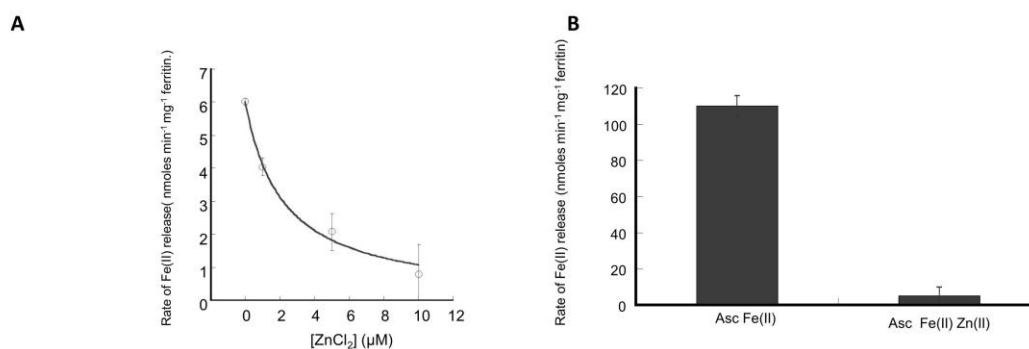 A
Rate of Fe(II) release( nmoles min-1 mg-1 ferritin.)
7
6
5
4
3
2
1
0
0 2 4 6 8 10 12
[ZnCl2] (µM)
B
Rate of Fe(II) release (nmoles min-1 mg-1 ferritin)
120
100
80
60
40
20
0
Asc Fe(II)
Asc Fe(II) Zn(II)